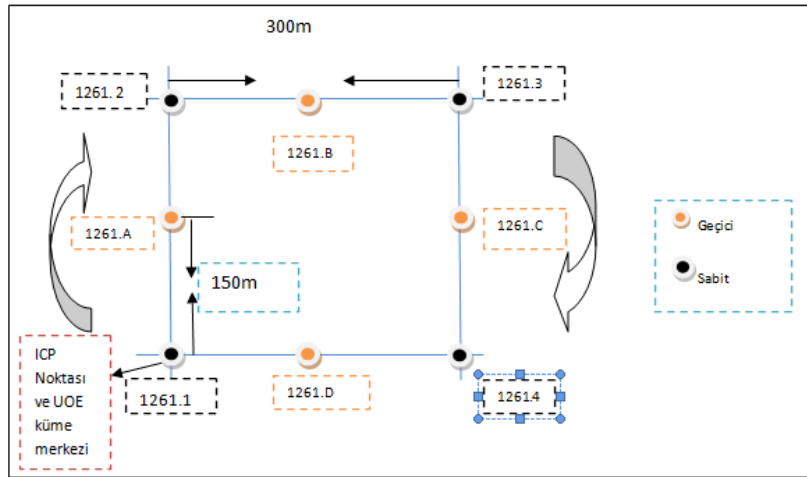 300m
1261. 2
1261.3
1261.B
1261.A
1261.C
Geçici
150m
Sabit
ICP
Noktası
ve UOE
küme
merkezi
1261.1
1261.D
1261.4